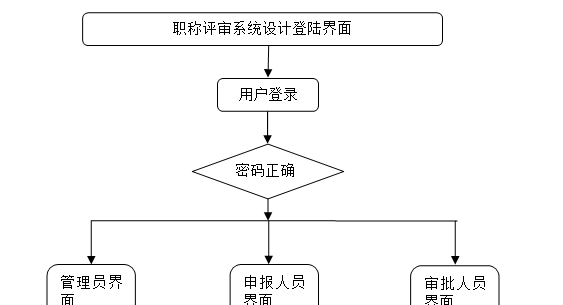 职称评审系统设计登陆界面
用户登录
密码正确
管理员界
面
申报人员
界面
审批人员
界面